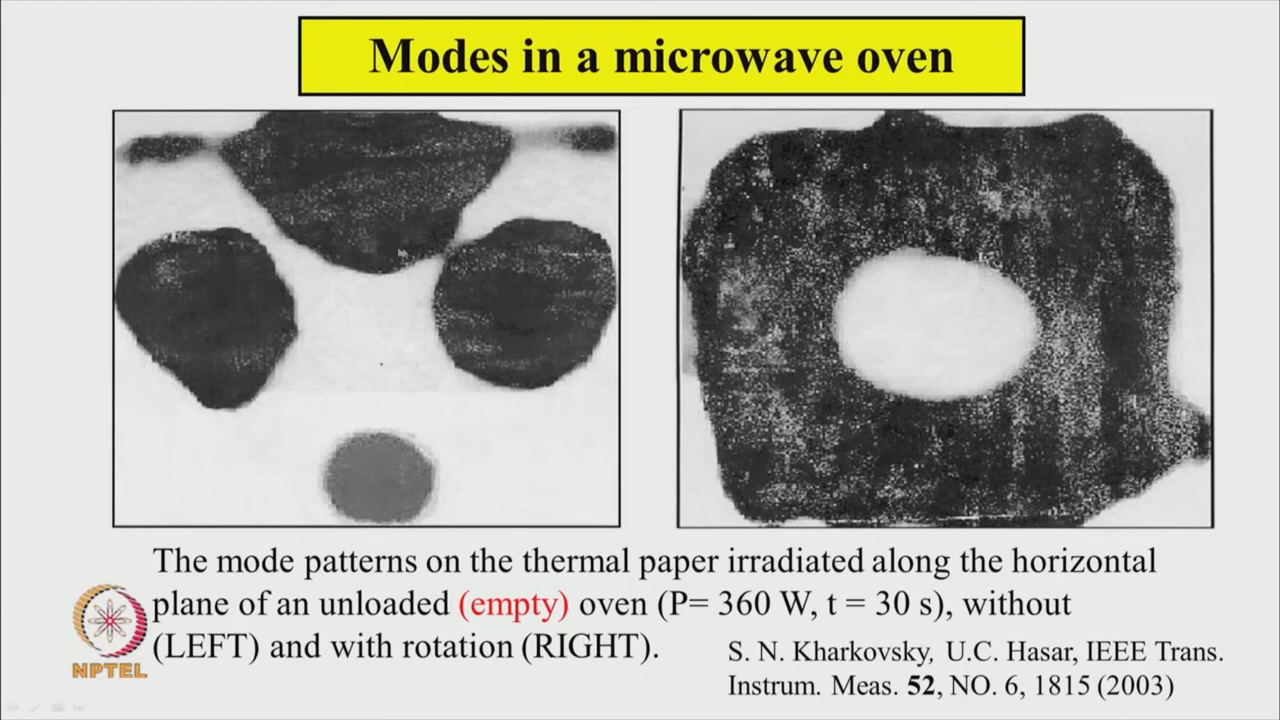 Modes in a microwave oven
The mode patterns on the thermal paper irradiated along the horizontal
plane of an unloaded (empty) oven (P= 360 W, t = 30 s), without
(LEFT) and with rotation (RIGHT).
S. N. Kharkovsky, U.C. Hasar, IEEE Trans.
Instrum. Meas. 52, NO. 6, 1815 (2003)
NPTEL